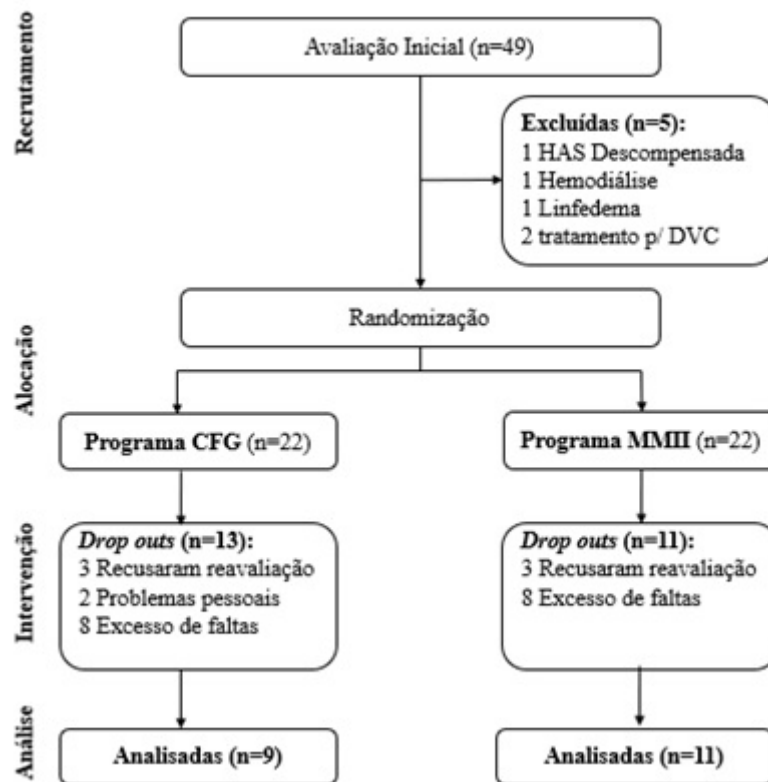 Recrutamento
Avaliação Inicial (n=49)
Excluídas (n=5):
1 HAS Descompensada
1 Hemodiálise
1 Linfedema
2 tratamento p/ DVC
Alocação
Randomização
Programa CFG (n=22)
Programa MMII (n=22)
Intervenção
Drop outs (n=13):
3 Recusaram reavaliação
2 Problemas pessoais
8 Excesso de faltas
Drop outs (n=11):
3 Recusaram reavaliação
8 Excesso de faltas
Análise
Analisadas (n=9)
Analisadas (n=11)